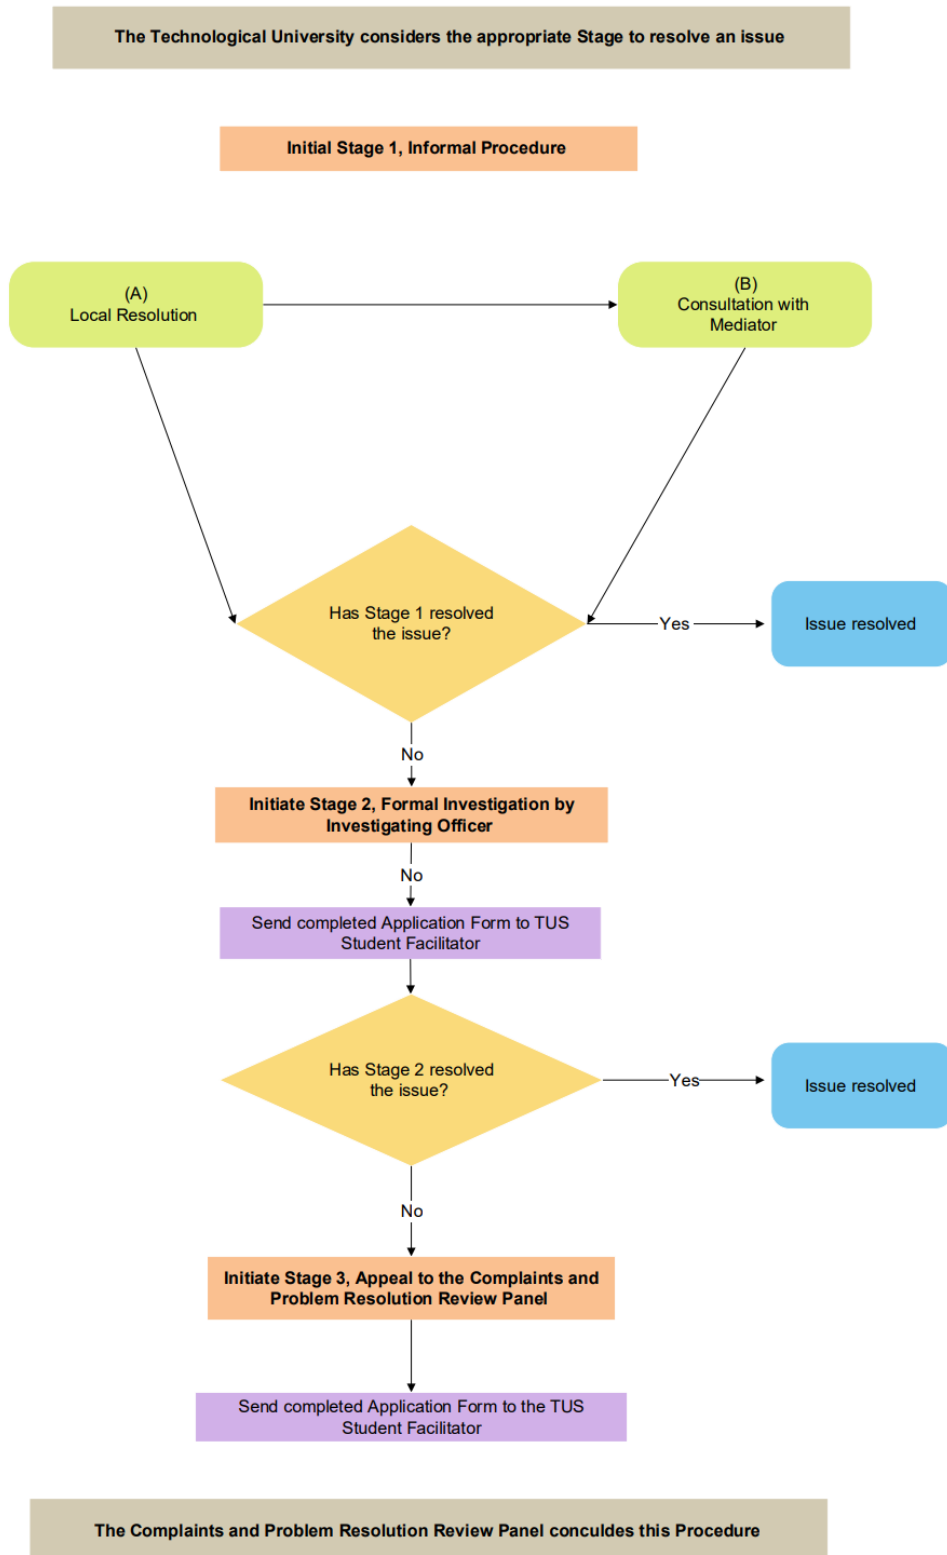 The Technological University considers the appropriate Stage to resolve an issue
Initial Stage 1, Informal Procedure
(A)
Local Resolution
(B)
Consultation with
Mediator
Has Stage 1 resolved
the issue?
Yes
Issue resolved
No
Initiate Stage 2, Formal Investigation by
Investigating Officer
No
Send completed Application Form to TUS
Student Facilitator
Has Stage 2 resolved
the issue?
Yes
Issue resolved
No
Initiate Stage 3, Appeal to the Complaints and
Problem Resolution Review Panel
Send completed Application Form to the TUS
Student Facilitator
The Complaints and Problem Resolution Review Panel conculdes this Procedure